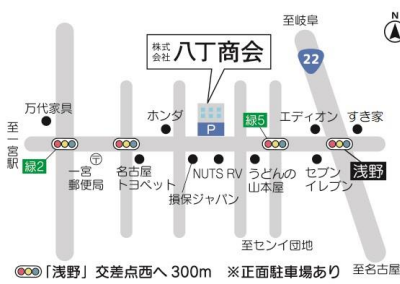 至岐阜
N
株式
会社 八丁商会
22
万代家具
ホンダ
緑5
エディオン
すき家
P
至一宮駅
緑2
一宮
郵便局
名古屋
トヨペット
NUTS RV
うどんの
山本屋
セブン
イレブン
浅野
損保ジャパン
至センイ団地
「浅野」交差点西へ300m ※正面駐車場あり
至名古屋